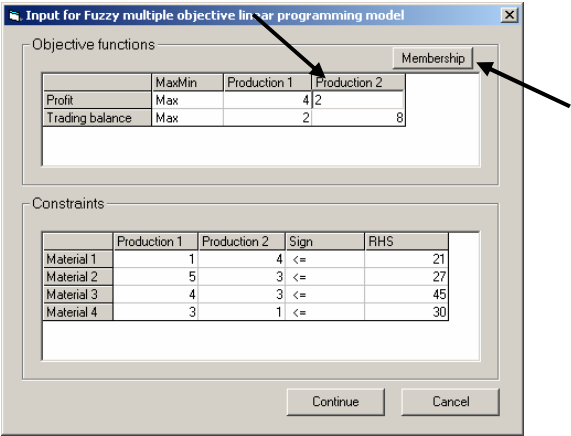 Input for Fuzzy multiple objective linear programming model
Objective functions
Membership
MaxMin Production 1 Production 2
Profit Max 4 2
Trading balance Max 2 8
Constraints
Production 1 Production 2 Sign RHS
Material 1 1 4 <= 21
Material 2 5 3 <= 27
Material 3 4 3 <= 45
Material 4 3 1 <= 30
Continue Cancel